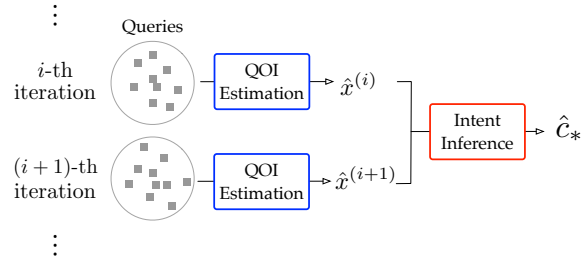 Queries
⋮
i-th
iteration
QOI
Estimation
x̂^{(i)}
Intent
Inference
ĉ_*
(i + 1)-th
iteration
QOI
Estimation
x̂^{(i+1)}
⋮